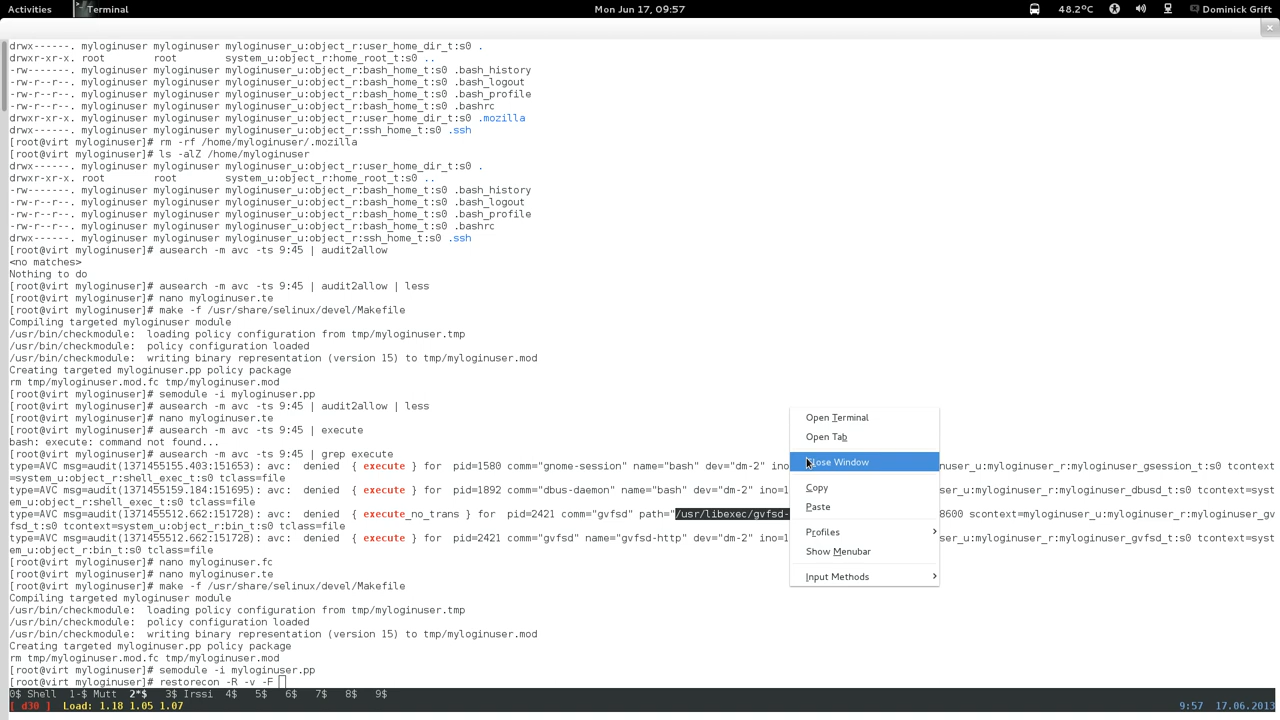 Activities Terminal Mon Jun 17, 09:57 48.2°C Dominick Grift
drwx------. myloginuser myloginuser myloginuser_u:object_r:user_home_dir_t:s0 .
drwxr-xr-x. root root system_u:object_r:home_root_t:s0 ..
-rw-------. myloginuser myloginuser myloginuser_u:object_r:bash_home_t:s0 .bash_history
-rw-r--r--. myloginuser myloginuser myloginuser_u:object_r:bash_home_t:s0 .bash_logout
-rw-r--r--. myloginuser myloginuser myloginuser_u:object_r:bash_home_t:s0 .bash_profile
-rw-r--r--. myloginuser myloginuser myloginuser_u:object_r:bash_home_t:s0 .bashrc
drwxr-xr-x. myloginuser myloginuser myloginuser_u:object_r:user_home_t:s0 .mozilla
drwx------. myloginuser myloginuser myloginuser_u:object_r:ssh_home_t:s0 .ssh
[root@virt myloginuser]# rm -rf /home/myloginuser/.mozilla
[root@virt myloginuser]# ls -alZ /home/myloginuser
drwx------. myloginuser myloginuser myloginuser_u:object_r:user_home_dir_t:s0 .
drwxr-xr-x. root root system_u:object_r:home_root_t:s0 ..
-rw-------. myloginuser myloginuser myloginuser_u:object_r:bash_home_t:s0 .bash_history
-rw-r--r--. myloginuser myloginuser myloginuser_u:object_r:bash_home_t:s0 .bash_logout
-rw-r--r--. myloginuser myloginuser myloginuser_u:object_r:bash_home_t:s0 .bash_profile
-rw-r--r--. myloginuser myloginuser myloginuser_u:object_r:bash_home_t:s0 .bashrc
drwx------. myloginuser myloginuser myloginuser_u:object_r:ssh_home_t:s0 .ssh
[root@virt myloginuser]# ausearch -m avc -ts 9:45 | audit2allow
<no matches>
Nothing to do
[root@virt myloginuser]# ausearch -m avc -ts 9:45 | audit2allow | less
[root@virt myloginuser]# nano myloginuser.te
[root@virt myloginuser]# make -f /usr/share/selinux/devel/Makefile
Compiling targeted myloginuser module
/usr/bin/checkmodule: loading policy configuration from tmp/myloginuser.tmp
/usr/bin/checkmodule: policy configuration loaded
/usr/bin/checkmodule: writing binary representation (version 15) to tmp/myloginuser.mod
Creating targeted myloginuser.pp policy package
rm tmp/myloginuser.mod.fc tmp/myloginuser.mod
[root@virt myloginuser]# semodule -i myloginuser.pp
[root@virt myloginuser]# ausearch -m avc -ts 9:45 | audit2allow | less
[root@virt myloginuser]# nano myloginuser.te
[root@virt myloginuser]# ausearch -m avc -ts 9:45 | execute
bash: execute: command not found...
[root@virt myloginuser]# ausearch -m avc -ts 9:45 | grep execute
type=AVC msg=audit(1371455155.403:151653): avc: denied { execute } for pid=1580 comm="gnome-session" name="bash" dev="dm-2" ino= nuser_u:myloginuser_r:myloginuser_gsession_t:s0 tcontext
=system_u:object_r:shell_exec_t:s0 tclass=file
type=AVC msg=audit(1371455159.184:151695): avc: denied { execute } for pid=1892 comm="dbus-daemon" name="bash" dev="dm-2" ino=1 user_u:myloginuser_r:myloginuser_dbusd_t:s0 tcontext=syst
em_u:object_r:shell_exec_t:s0 tclass=file
type=AVC msg=audit(1371455512.662:151728): avc: denied { execute_no_trans } for pid=2421 comm="gvfsd" path="/usr/libexec/gvfsd- 8600 scontext=myloginuser_u:myloginuser_r:myloginuser_gv
fsd_t:s0 tcontext=system_u:object_r:bin_t:s0 tclass=file
type=AVC msg=audit(1371455512.662:151728): avc: denied { execute } for pid=2421 comm="gvfsd" name="gvfsd-http" dev="dm-2" ino=1 user_u:myloginuser_r:myloginuser_gvfsd_t:s0 tcontext=syst
em_u:object_r:bin_t:s0 tclass=file
[root@virt myloginuser]# nano myloginuser.fc
[root@virt myloginuser]# nano myloginuser.te
[root@virt myloginuser]# make -f /usr/share/selinux/devel/Makefile
Compiling targeted myloginuser module
/usr/bin/checkmodule: loading policy configuration from tmp/myloginuser.tmp
/usr/bin/checkmodule: policy configuration loaded
/usr/bin/checkmodule: writing binary representation (version 15) to tmp/myloginuser.mod
Creating targeted myloginuser.pp policy package
rm tmp/myloginuser.mod.fc tmp/myloginuser.mod
[root@virt myloginuser]# semodule -i myloginuser.pp
[root@virt myloginuser]# restorecon -R -v -F
Open Terminal
Open Tab
Close Window
Copy
Paste
Profiles
Show Menubar
Input Methods
0$ Shell 1-$ Mutt 2*$ 3$ Irssi 4$ 5$ 6$ 7$ 8$ 9$
[ d30 ] Load: 1.18 1.05 1.07 9:57 17.06.2013